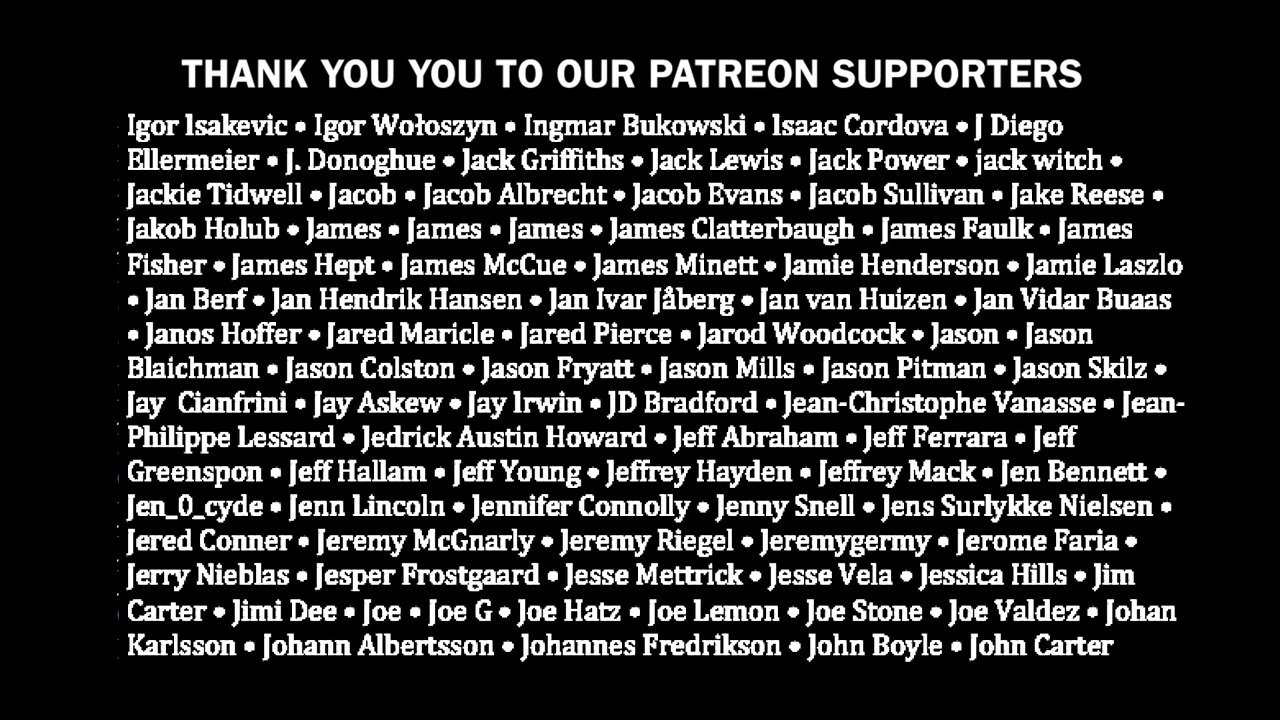 THANK YOU YOU TO OUR PATREON SUPPORTERS
Igor Isakevic • Igor Wołoszyn • Ingmar Bukowski • Isaac Cordova • J Diego
Ellermeier • J. Donoghue • Jack Griffiths • Jack Lewis • Jack Power • jack witch •
Jackie Tidwell • Jacob • Jacob Albrecht • Jacob Evans • Jacob Sullivan • Jake Reese •
Jakob Holub • James • James • James • James Clatterbaugh • James Faulk • James
Fisher • James Hept • James McCue • James Minett • Jamie Henderson • Jamie Laszlo
• Jan Berf • Jan Hendrik Hansen • Jan Ivar Jåberg • Jan van Huizen • Jan Vidar Buaas
• Janos Hoffer • Jared Maricle • Jared Pierce • Jarod Woodcock • Jason • Jason
Blaichman • Jason Colston • Jason Fryatt • Jason Mills • Jason Pitman • Jason Skilz •
Jay  Cianfrini • Jay Askew • Jay Irwin • JD Bradford • Jean-Christophe Vanasse • Jean-
Philippe Lessard • Jedrick Austin Howard • Jeff Abraham • Jeff Ferrara • Jeff
Greenspon • Jeff Hallam • Jeff Young • Jeffrey Hayden • Jeffrey Mack • Jen Bennett •
Jen_0_cyde • Jenn Lincoln • Jennifer Connolly • Jenny Snell • Jens Surlykke Nielsen •
Jered Conner • Jeremy McGnarly • Jeremy Riegel • Jeremygermy • Jerome Faria •
Jerry Nieblas • Jesper Frostgaard • Jesse Mettrick • Jesse Vela • Jessica Hills • Jim
Carter • Jimi Dee • Joe • Joe G • Joe Hatz • Joe Lemon • Joe Stone • Joe Valdez • Johan
Karlsson • Johann Albertsson • Johannes Fredrikson • John Boyle • John Carter